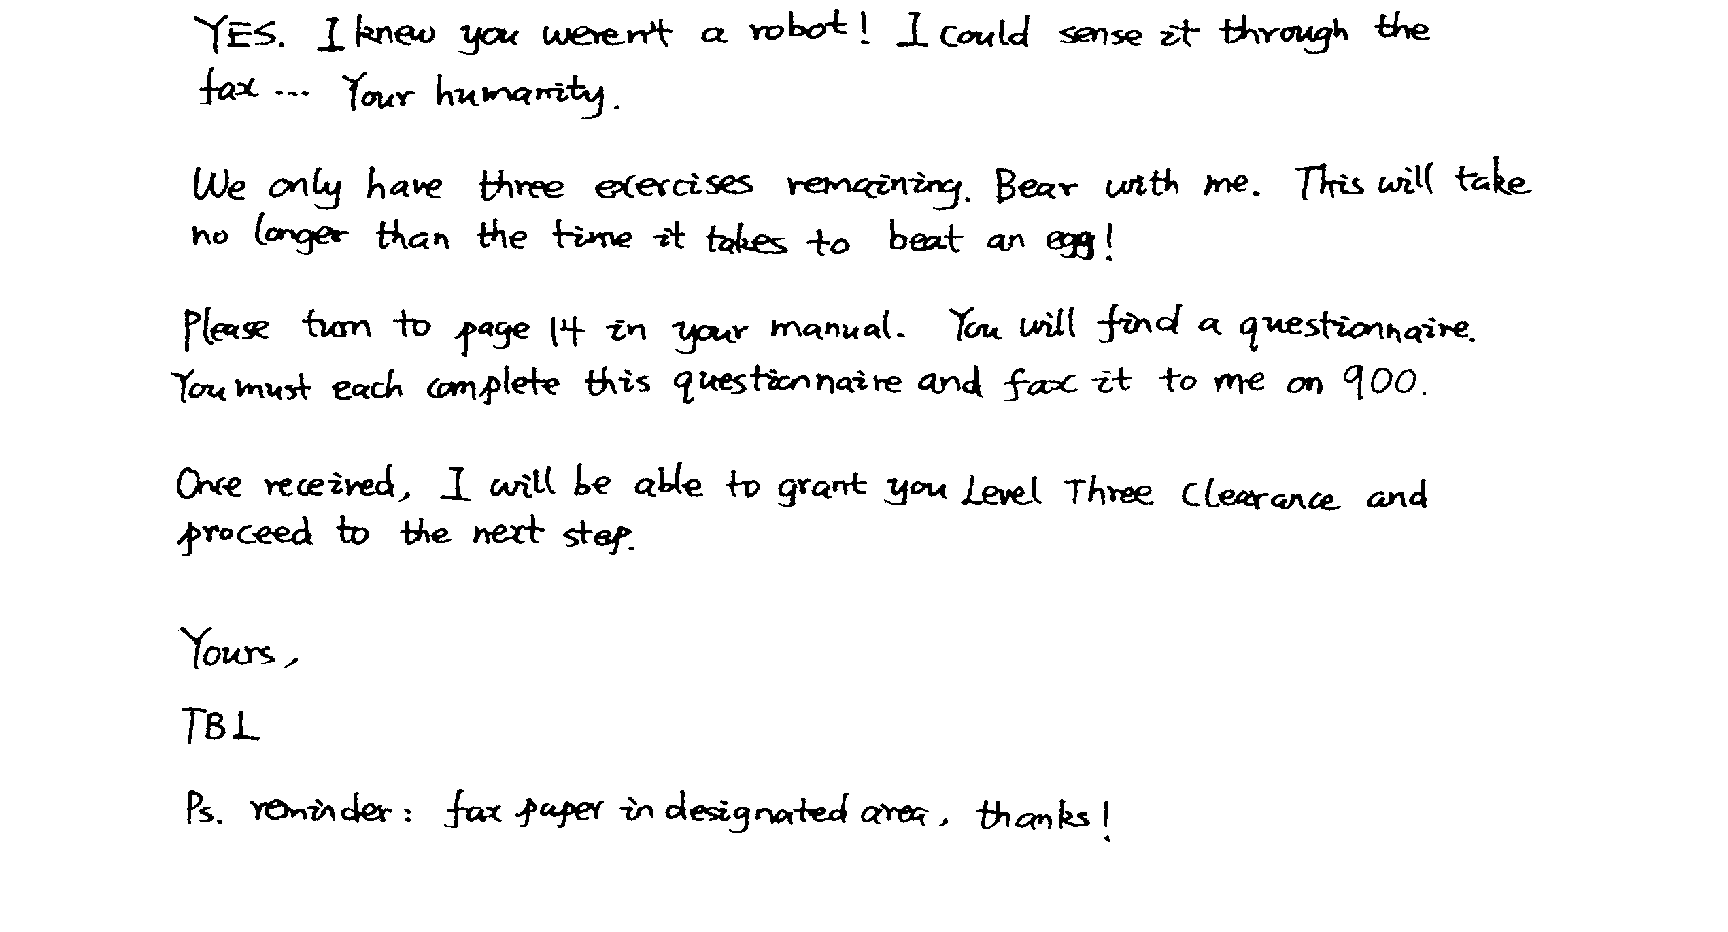 YES. I knew you weren't a robot! I could sense it through the
fax ... Your humanity.
We only have three exercises remaining. Bear with me. This will take
no longer than the time it takes to beat an egg!
Please turn to page 14 in your manual. You will find a questionnaire.
You must each complete this questionnaire and fax it to me on 900.
Once received, I will be able to grant you Level Three Clearance and
proceed to the next step.
Yours,
TBL
Ps. reminder: fax paper in designated area, thanks!